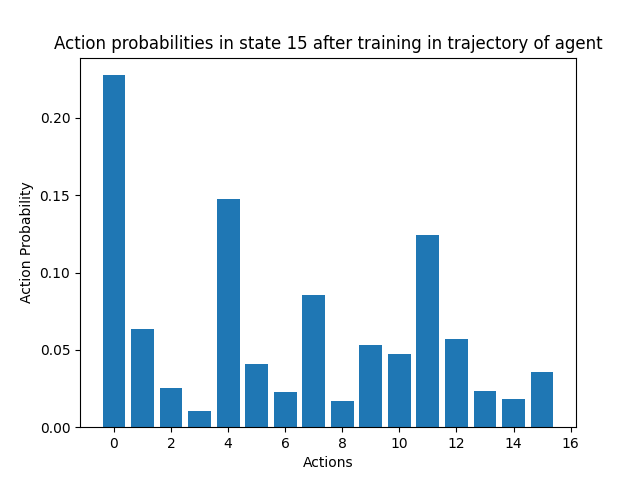 Action probabilities in state 15 after training in trajectory of agent
Action Probability
0.20
0.15
0.10
0.05
0.00
0 2 4 6 8 10 12 14 16
Actions